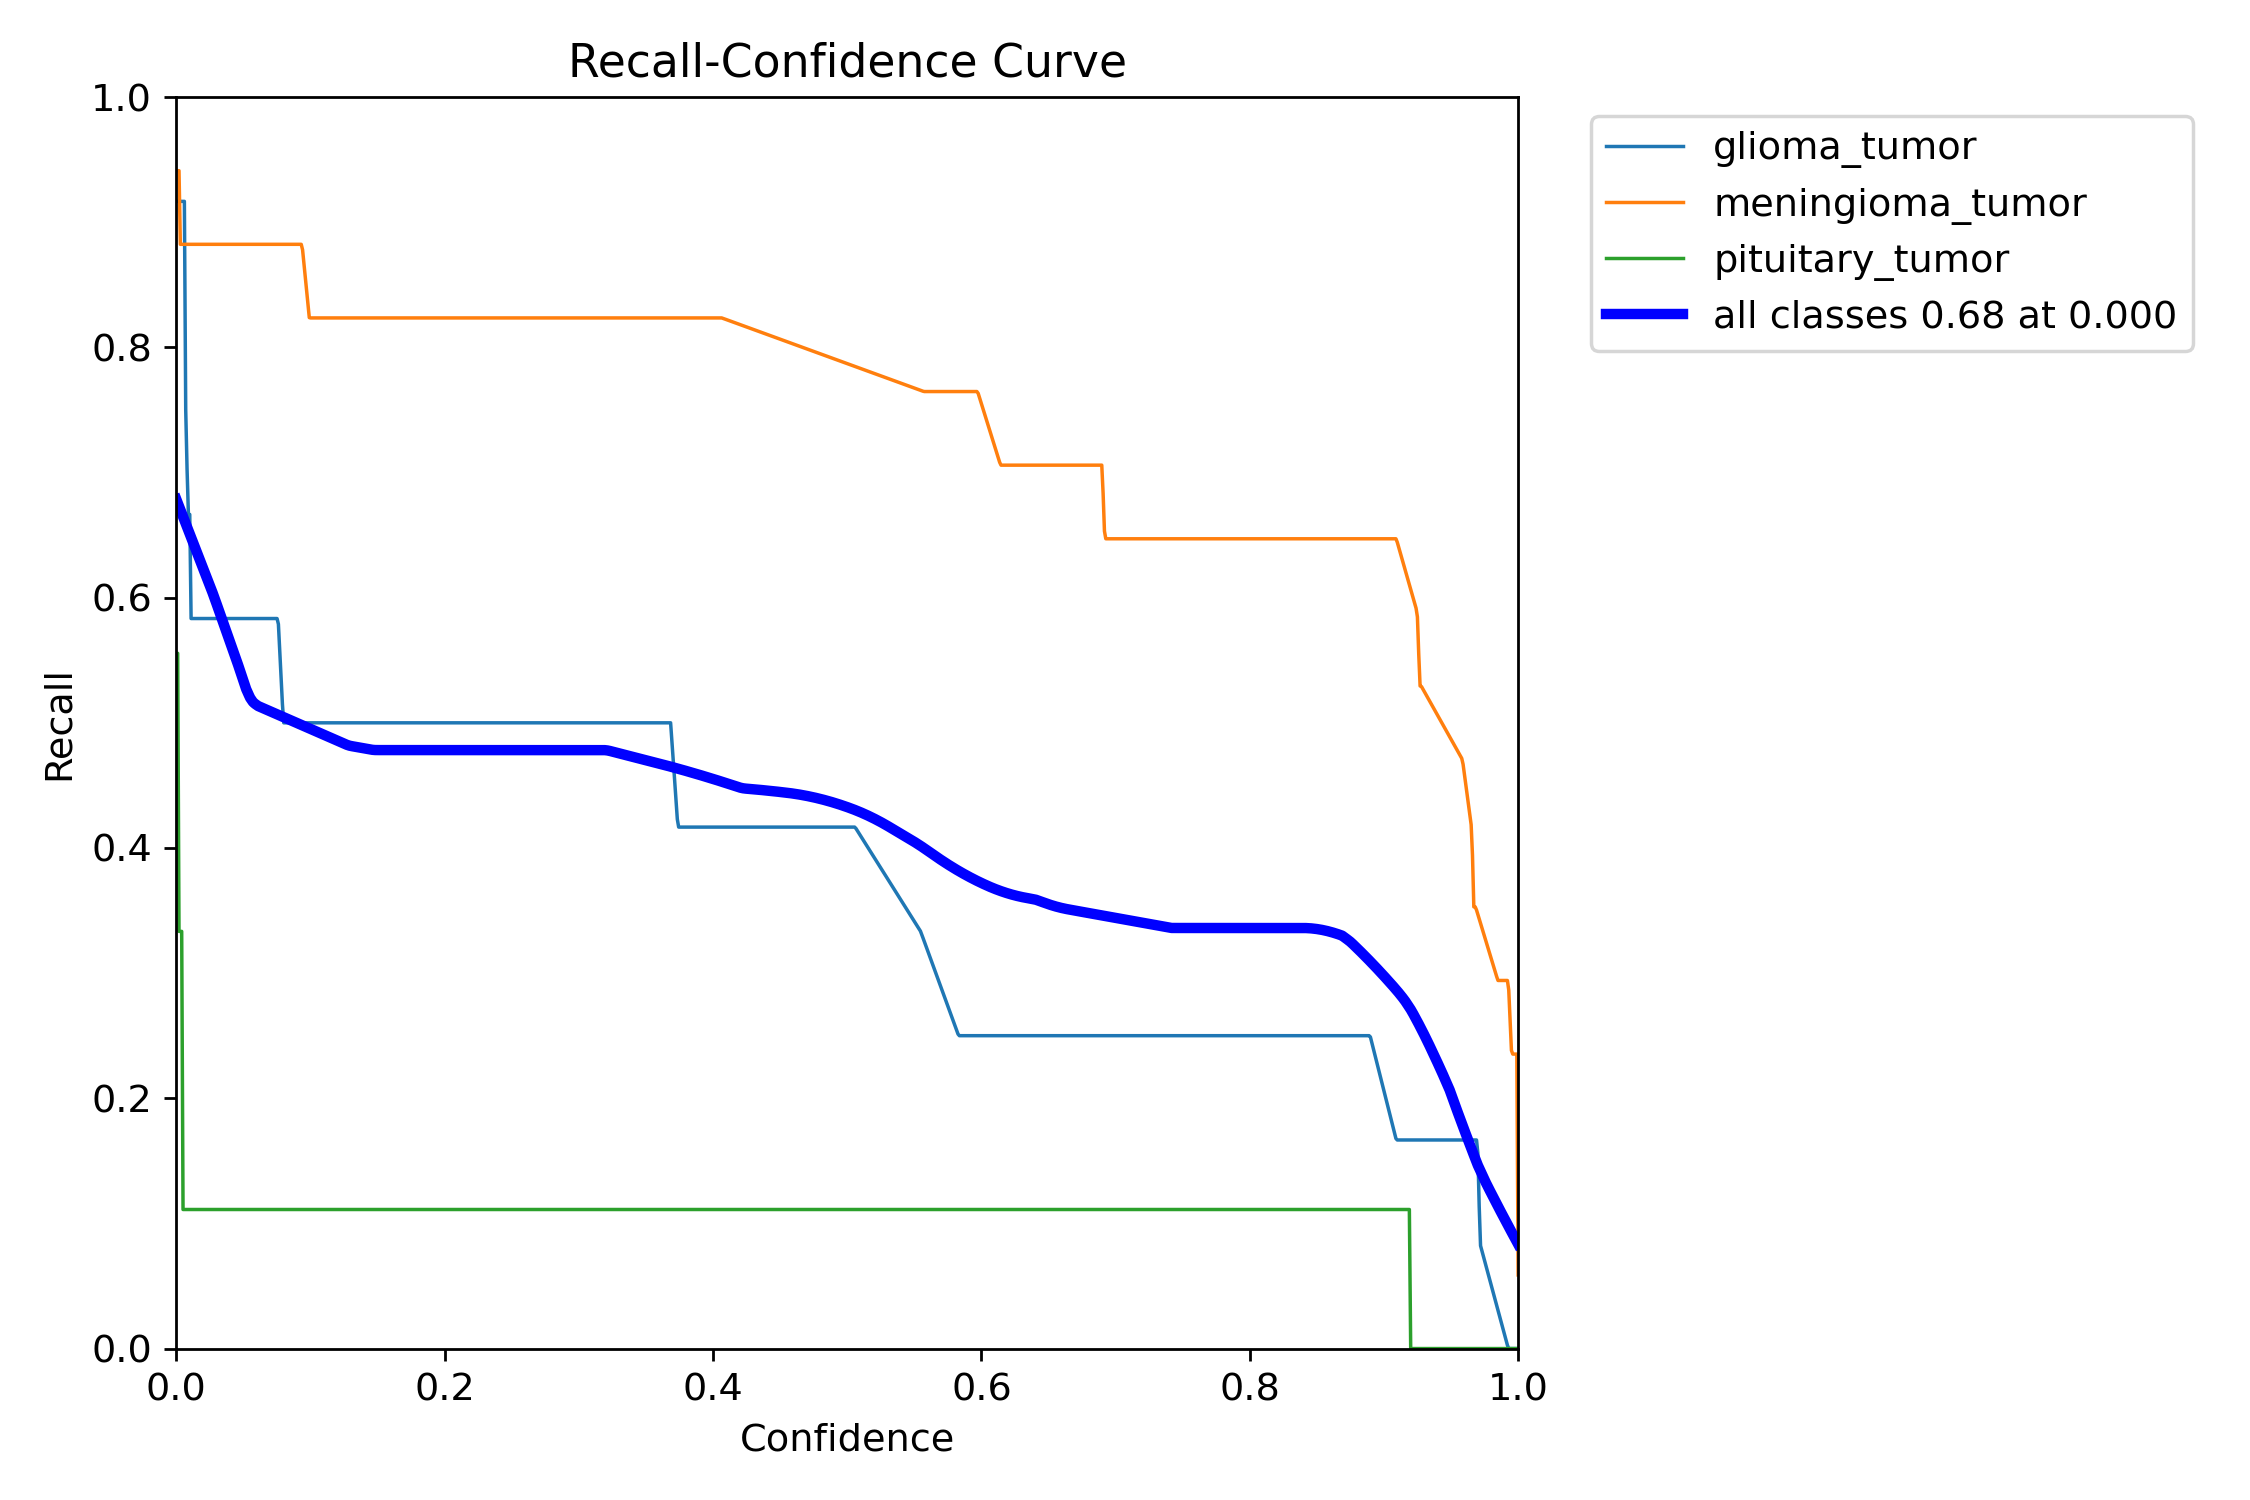 Recall-Confidence Curve
1.0
0.8
0.6
0.4
0.2
0.0
Recall
0.0 0.2 0.4 0.6 0.8 1.0
Confidence
glioma_tumor
meningioma_tumor
pituitary_tumor
all classes 0.68 at 0.000